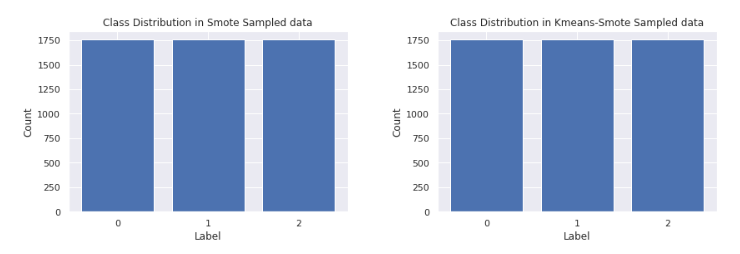 Class Distribution in Smote Sampled data
1750
1500
1250
1000
750
500
250
0
Count
0 1 2
Label
Class Distribution in Kmeans-Smote Sampled data
1750
1500
1250
1000
750
500
250
0
Count
0 1 2
Label